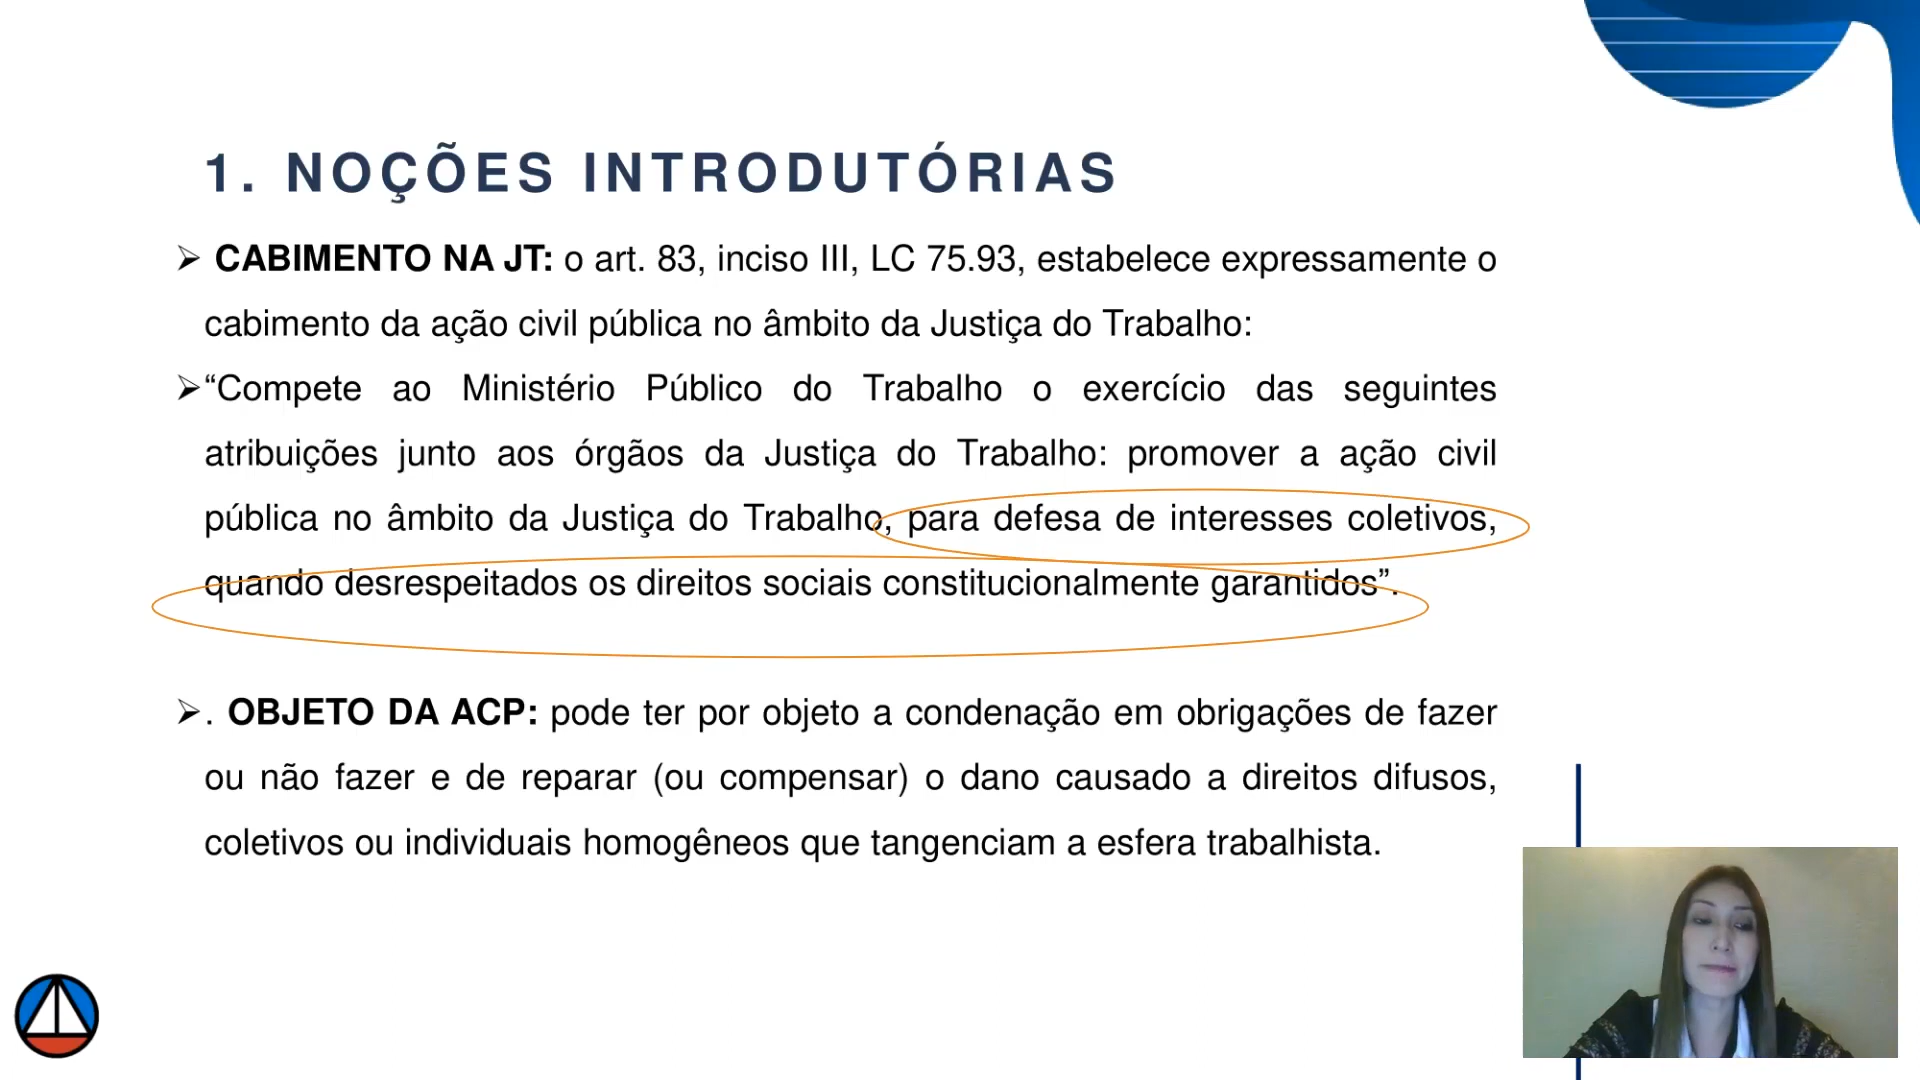 1. NOÇÕES INTRODUTÓRIAS
➢ CABIMENTO NA JT: o art. 83, inciso III, LC 75.93, estabelece expressamente o
cabimento da ação civil pública no âmbito da Justiça do Trabalho:
➢“Compete ao Ministério Público do Trabalho o exercício das seguintes
atribuições junto aos órgãos da Justiça do Trabalho: promover a ação civil
pública no âmbito da Justiça do Trabalho, para defesa de interesses coletivos,
quando desrespeitados os direitos sociais constitucionalmente garantidos”.
➢. OBJETO DA ACP: pode ter por objeto a condenação em obrigações de fazer
ou não fazer e de reparar (ou compensar) o dano causado a direitos difusos,
coletivos ou individuais homogêneos que tangenciam a esfera trabalhista.